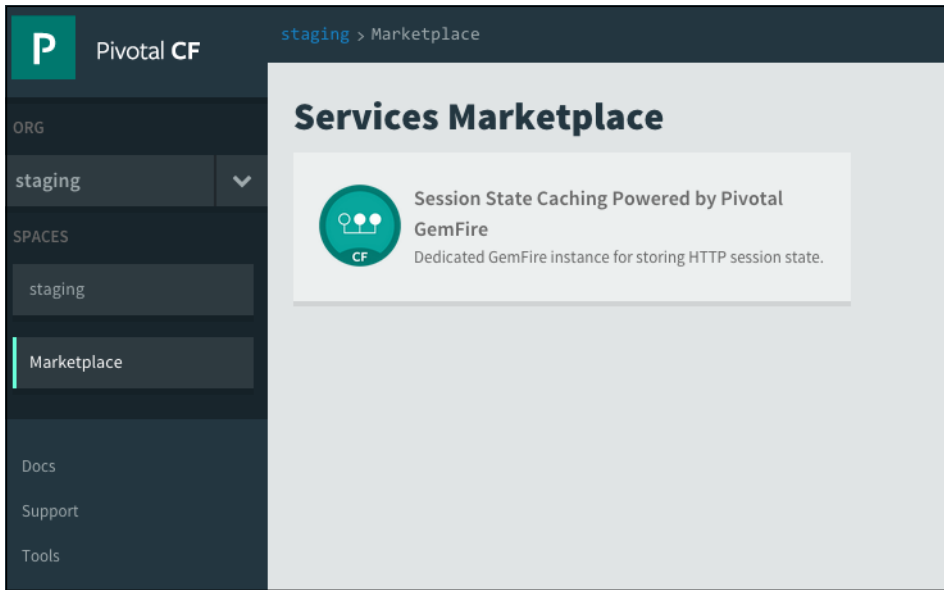 P
Pivotal CF
ORG
staging
SPACES
staging
Marketplace
Docs
Support
Tools
staging > Marketplace
Services Marketplace
CF
Session State Caching Powered by Pivotal
GemFire
Dedicated GemFire instance for storing HTTP session state.